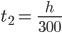 t₂ = h/300